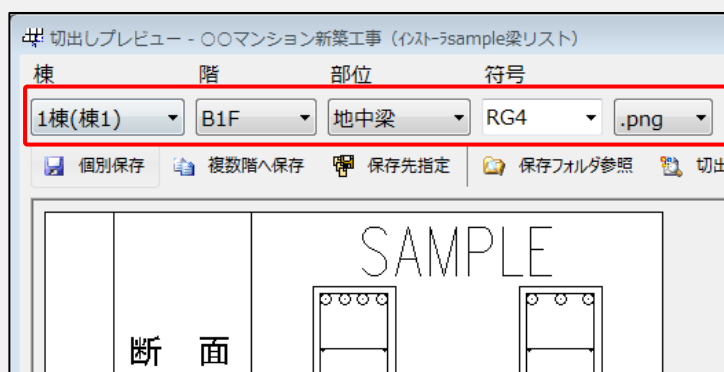 切出しプレビュー - 〇〇マンション新築工事（ｲﾝｽﾄｰﾗsample梁リスト）
棟 階 部位 符号
1棟(棟1) B1F 地中梁 RG4 .png
個別保存 複数階へ保存 保存先指定 保存フォルダ参照 切出
SAMPLE
断 面